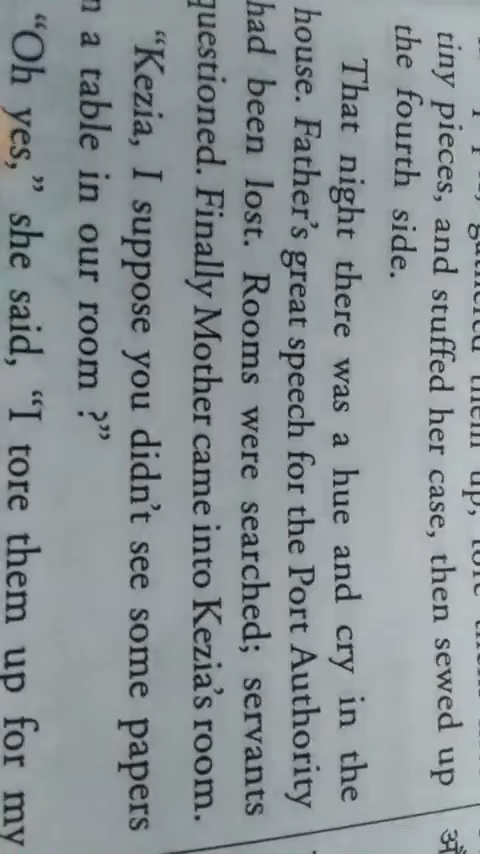 gathered them up,
tiny pieces, and stuffed her case, then sewed up
the fourth side.
That night there was a hue and cry in the
house. Father's great speech for the Port Authority
had been lost. Rooms were searched; servants
questioned. Finally Mother came into Kezia's room.
“Kezia, I suppose you didn't see some papers
n a table in our room ?”
“Oh yes,” she said, “I tore them up for my